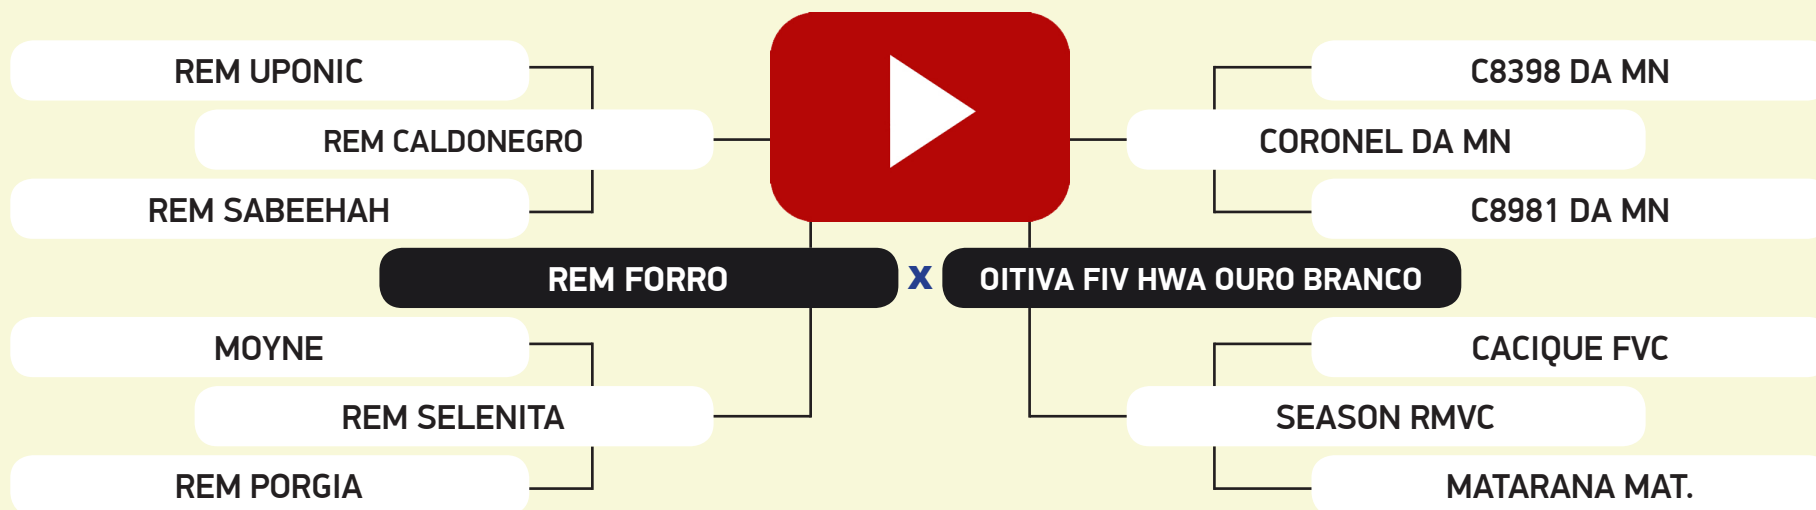 REM UPONIC
C8398 DA MN
REM CALDONEGRO
CORONEL DA MN
REM SABEEHAH
C8981 DA MN
REM FORRO X OITIVA FIV HWA OURO BRANCO
MOYNE
CACIQUE FVC
REM SELENITA
SEASON RMVC
REM PORGIA
MATARANA MAT.